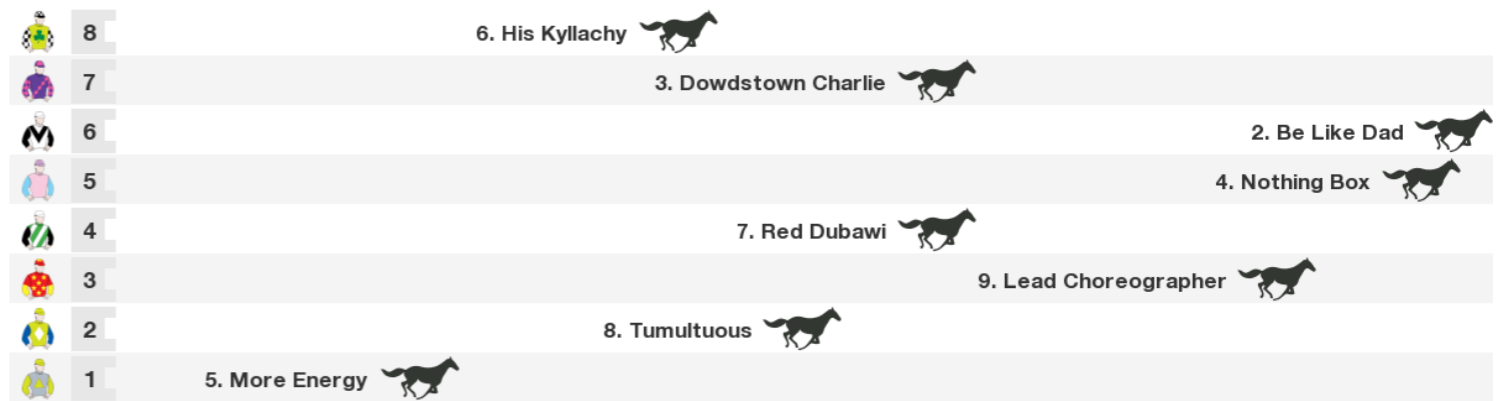 8 6. His Kyllachy
7 3. Dowdstown Charlie
6 2. Be Like Dad
5 4. Nothing Box
4 7. Red Dubawi
3 9. Lead Choreographer
2 8. Tumultuous
1 5. More Energy